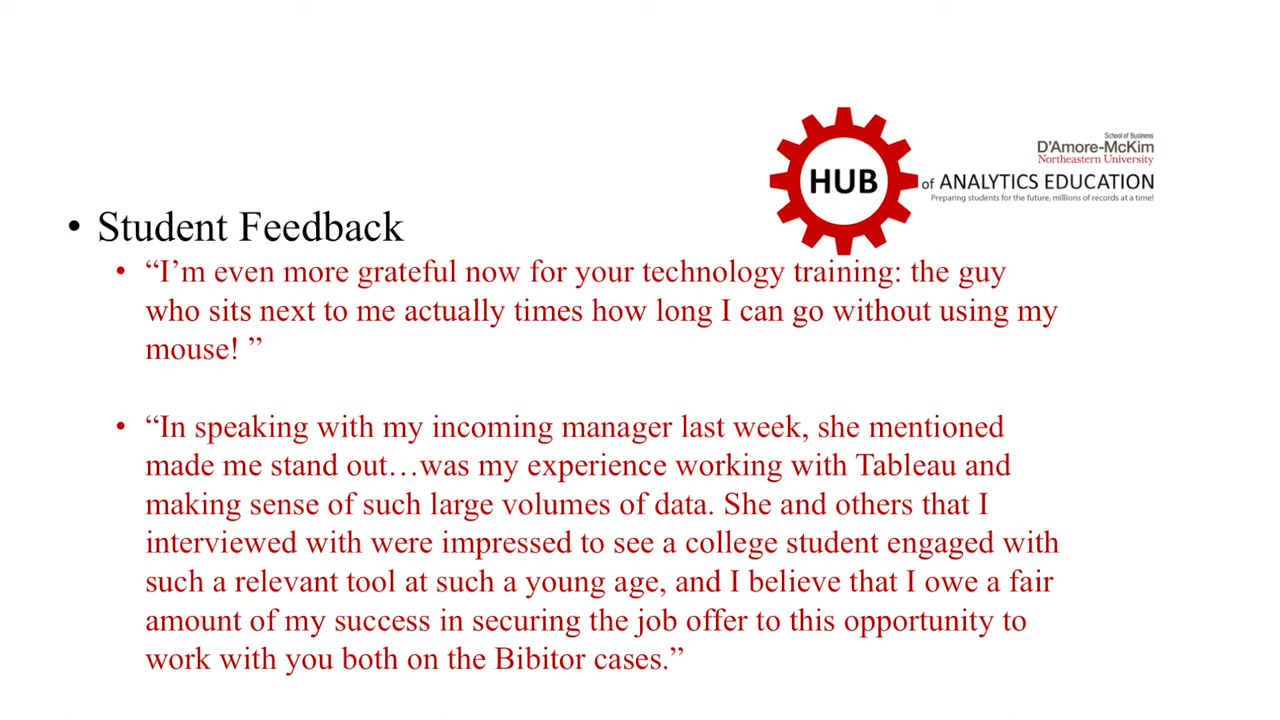 School of Business
D'Amore-McKim
Northeastern University
HUB of ANALYTICS EDUCATION
Preparing students for the future, millions of records at a time!
• Student Feedback
• “I’m even more grateful now for your technology training: the guy
who sits next to me actually times how long I can go without using my
mouse! ”
• “In speaking with my incoming manager last week, she mentioned
made me stand out…was my experience working with Tableau and
making sense of such large volumes of data. She and others that I
interviewed with were impressed to see a college student engaged with
such a relevant tool at such a young age, and I believe that I owe a fair
amount of my success in securing the job offer to this opportunity to
work with you both on the Bibitor cases.”